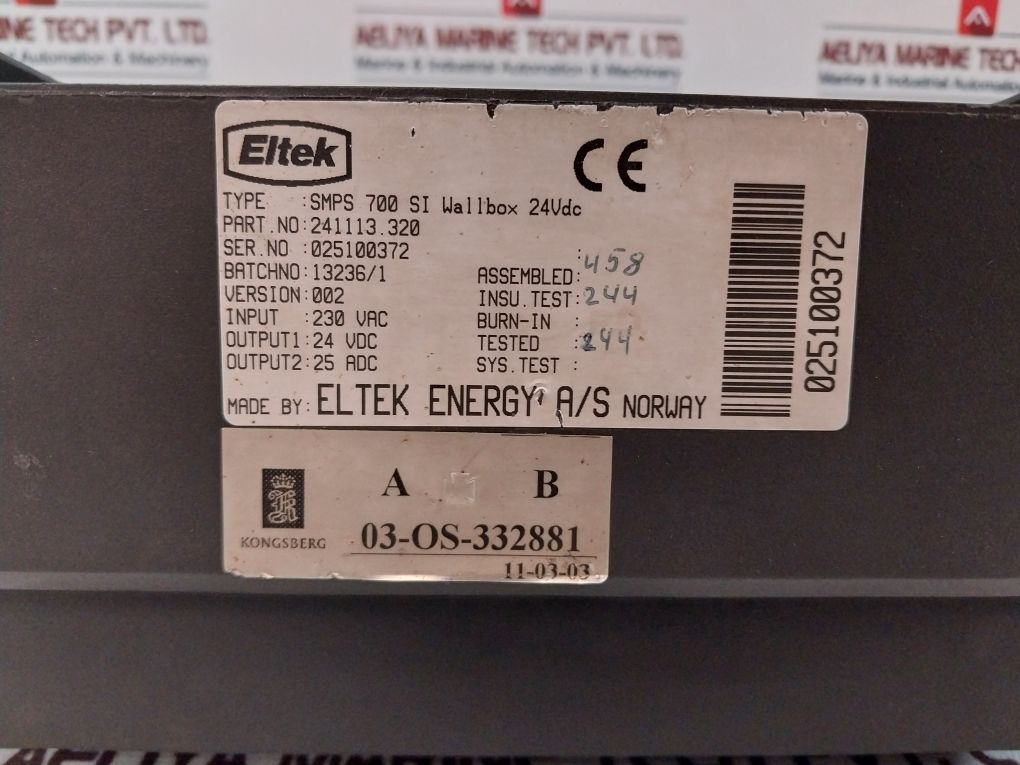 AELIYA MARINE TECH PVT. LTD.
Marine & Industrial Automation & Machinery
Eltek
CE
TYPE :SMPS 700 SI Wallbox 24Vdc
PART.NO:241113.320
SER.NO :025100372
BATCHNO:13236/1
VERSION:002
INPUT :230 VAC
OUTPUT1:24 VDC
OUTPUT2:25 ADC
ASSEMBLED:458
INSU.TEST:244
BURN-IN :
TESTED :244
SYS.TEST :
MADE BY:ELTEK ENERGY A/S NORWAY
025100372
KONGSBERG
A B
03-OS-332881
11-03-03